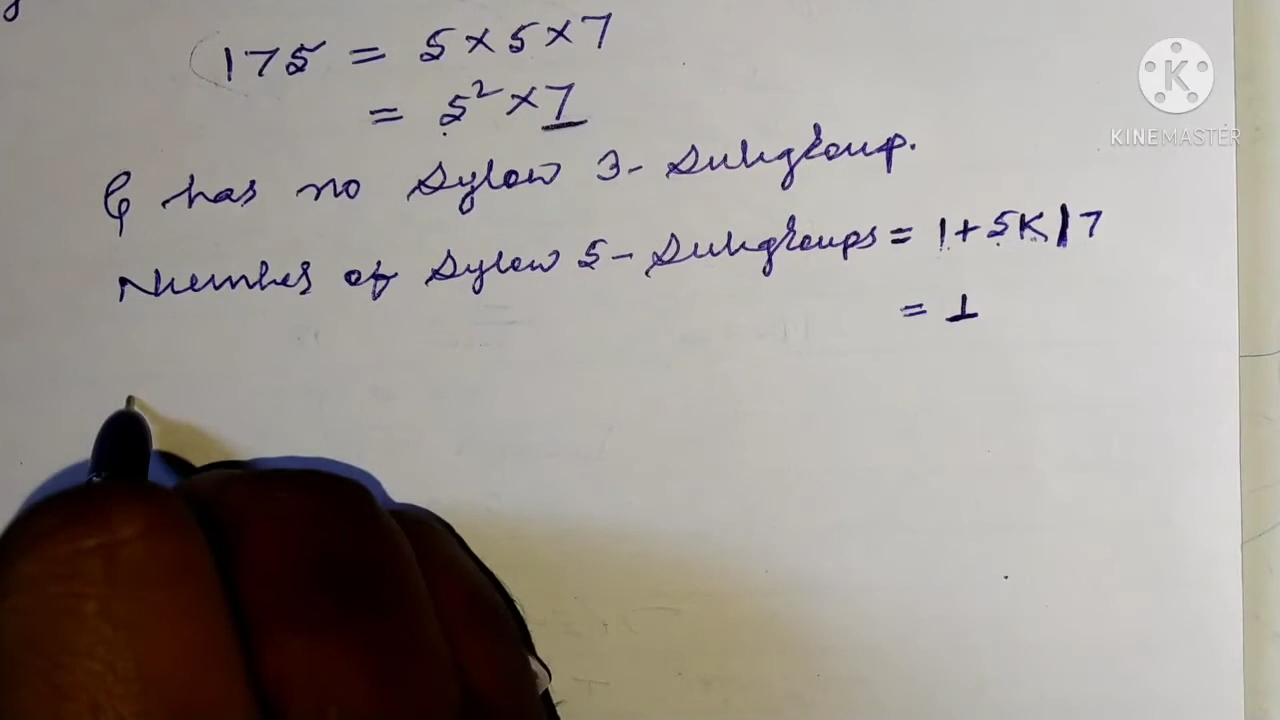 175 = 5 × 5 × 7
= 5² × 7
G has no Sylow 3- Subgroup.
Number of Sylow 5- Subgroups = 1 + 5K | 7
= 1
K
KINEMASTER